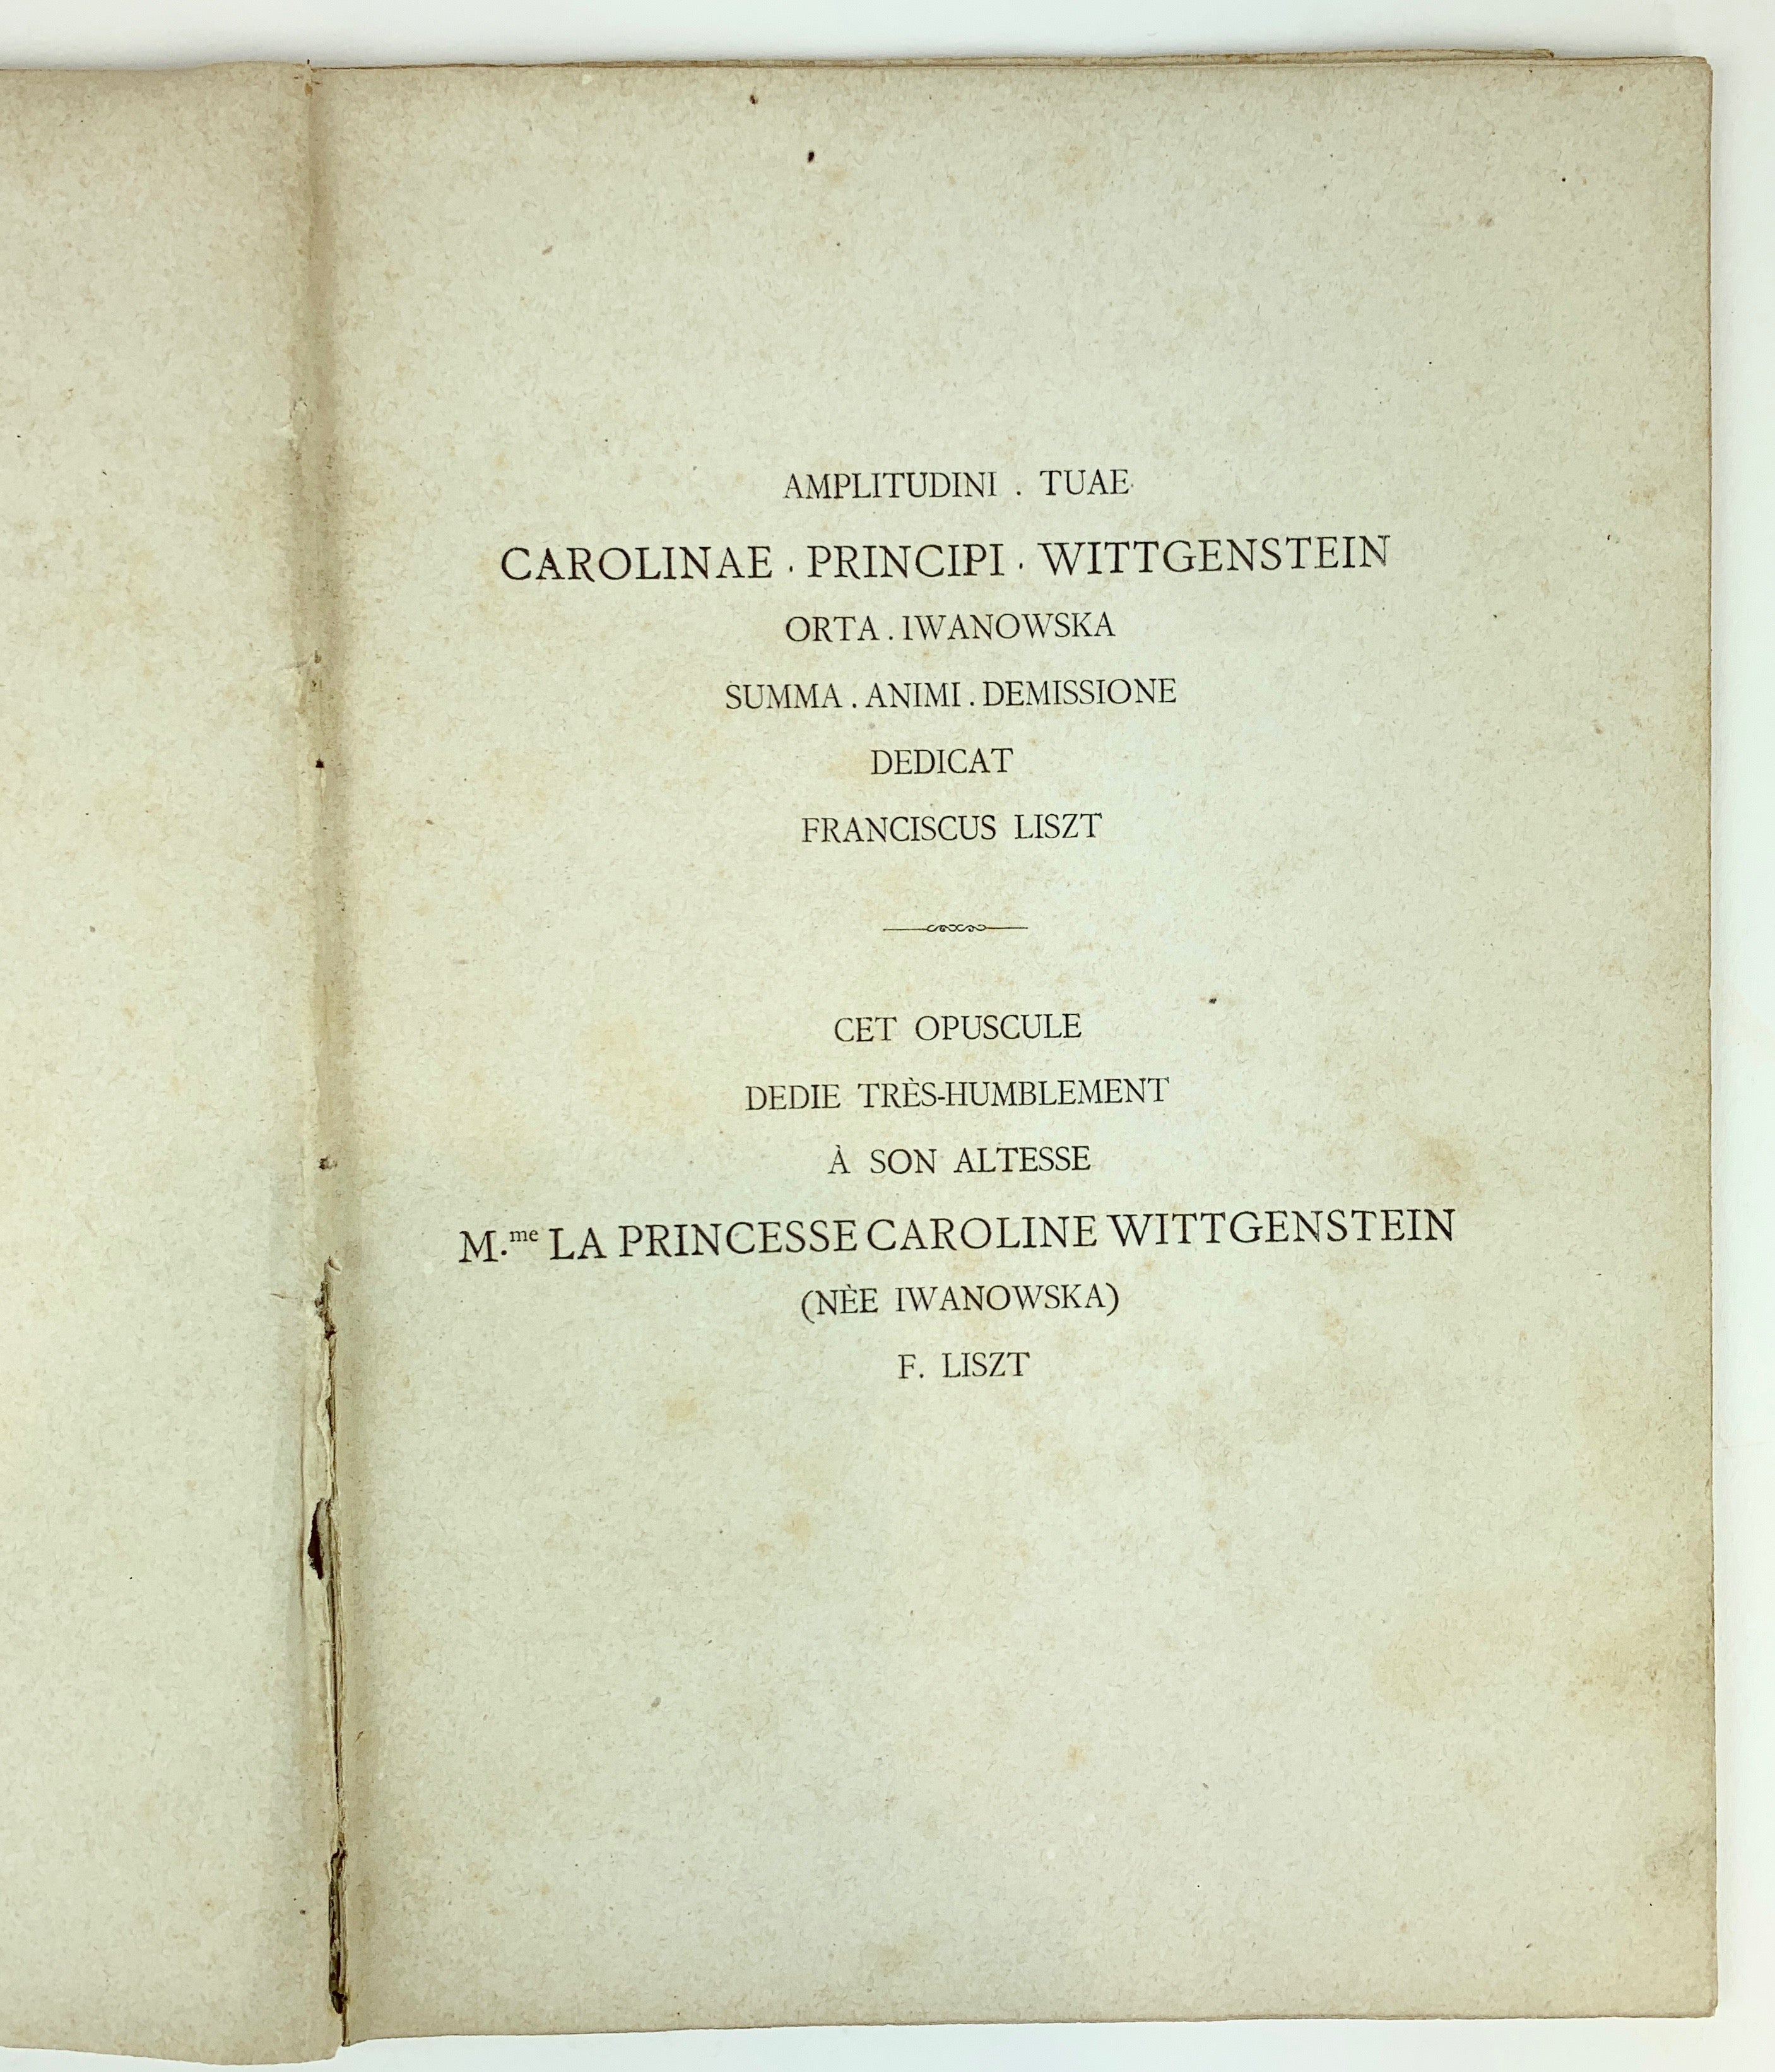 AMPLITUDINI . TUAE
CAROLINAE . PRINCIPI . WITTGENSTEIN
ORTA . IWANOWSKA
SUMMA . ANIMI . DEMISSIONE
DEDICAT
FRANCISCUS LISZT
CET OPUSCULE
DEDIE TRÈS-HUMBLEMENT
À SON ALTESSE
M.me LA PRINCESSE CAROLINE WITTGENSTEIN
(NÈE IWANOWSKA)
F. LISZT